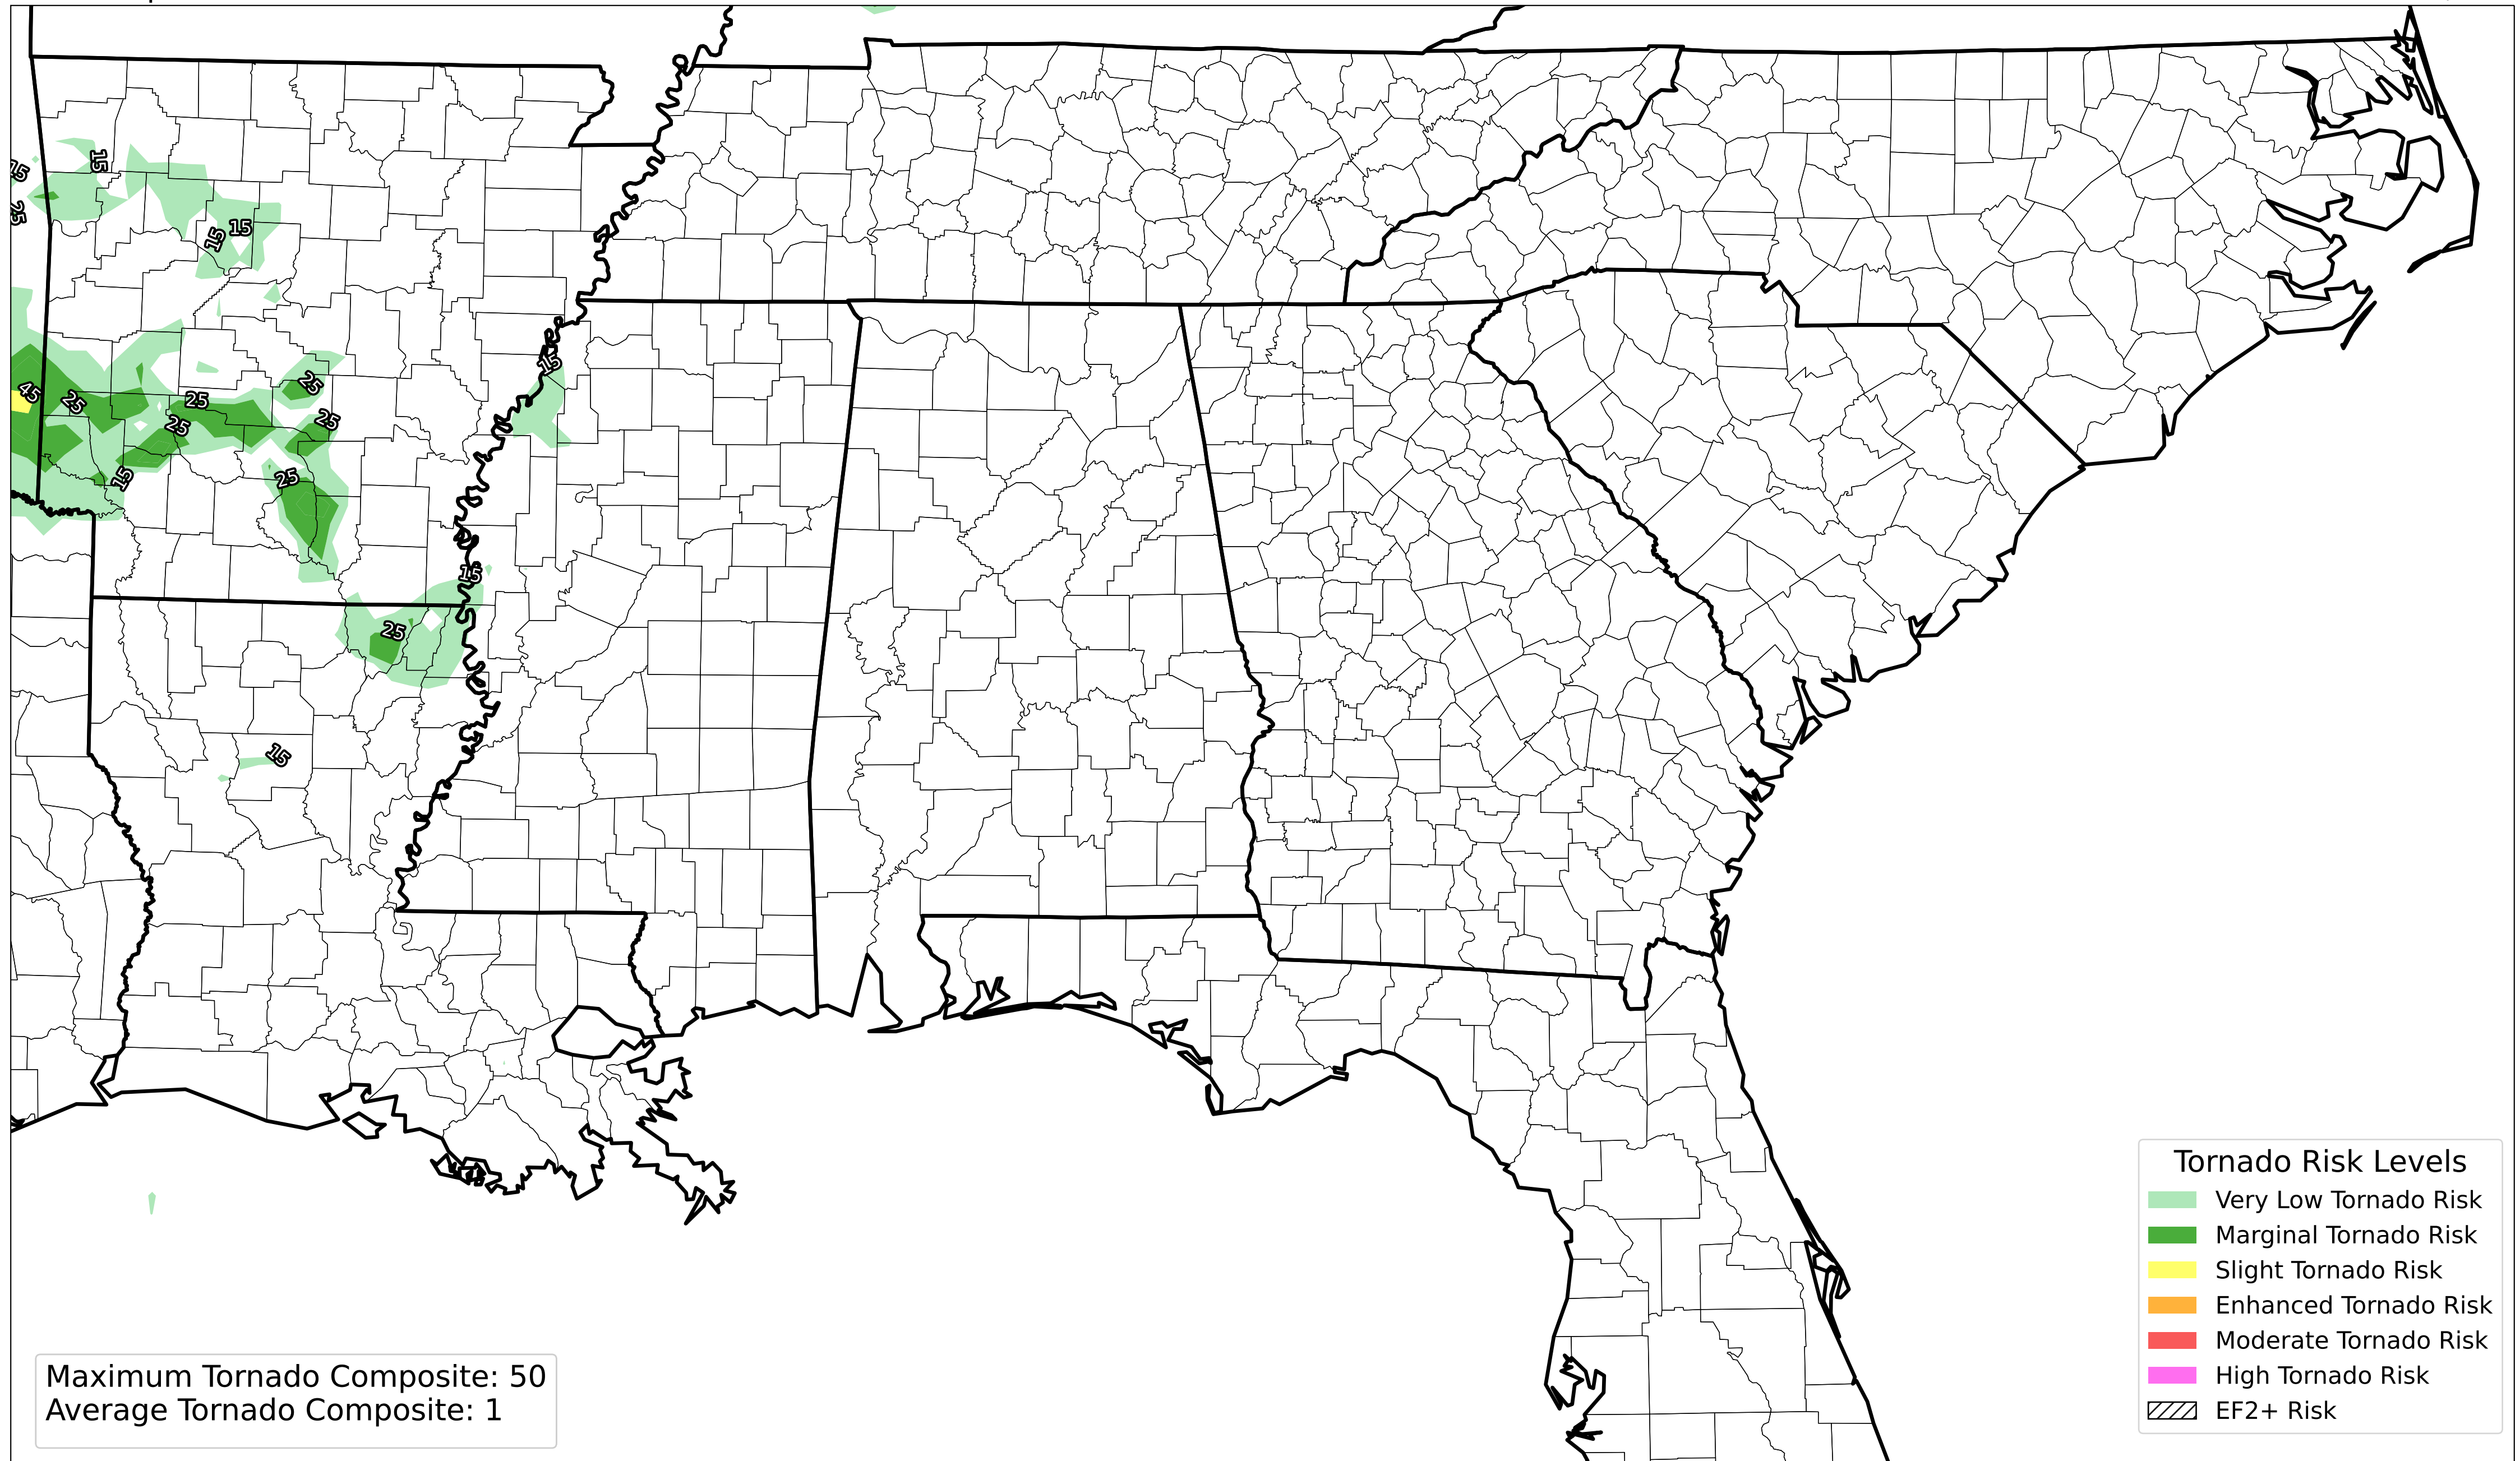 15
15
25
15
15
15
45
25
25
25
25
25
15
25
15
25
15
Tornado Risk Levels
Very Low Tornado Risk
Marginal Tornado Risk
Slight Tornado Risk
Enhanced Tornado Risk
Moderate Tornado Risk
High Tornado Risk
EF2+ Risk
Maximum Tornado Composite: 50
Average Tornado Composite: 1